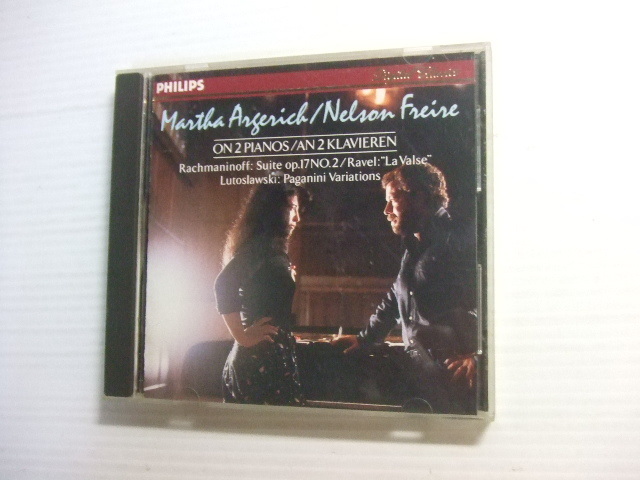 PHILIPS
Martha Argerich/Nelson Freire
ON 2 PIANOS/AN 2 KLAVIEREN
Rachmaninoff: Suite op.17 NO.2/Ravel: "La Valse"
Lutoslawski: Paganini Variations